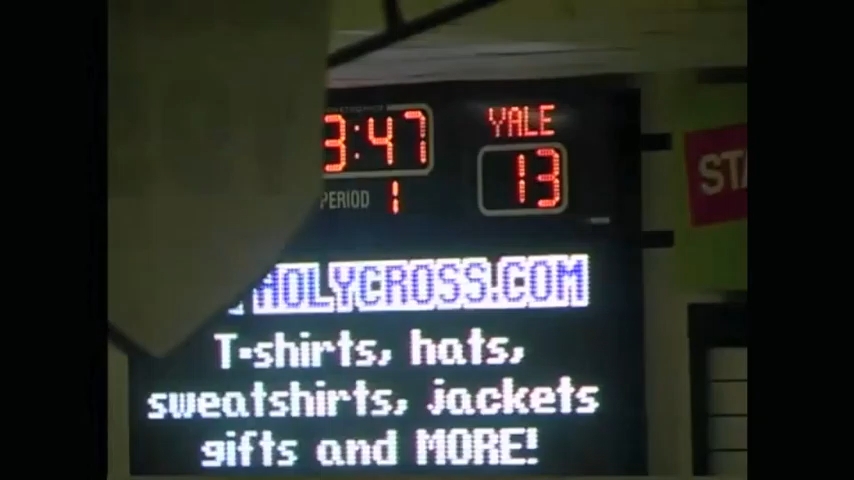 3:47
YALE
13
PERIOD 1
HOLYCROSS.COM
T-shirts, hats,
sweatshirts, jackets
gifts and MORE!